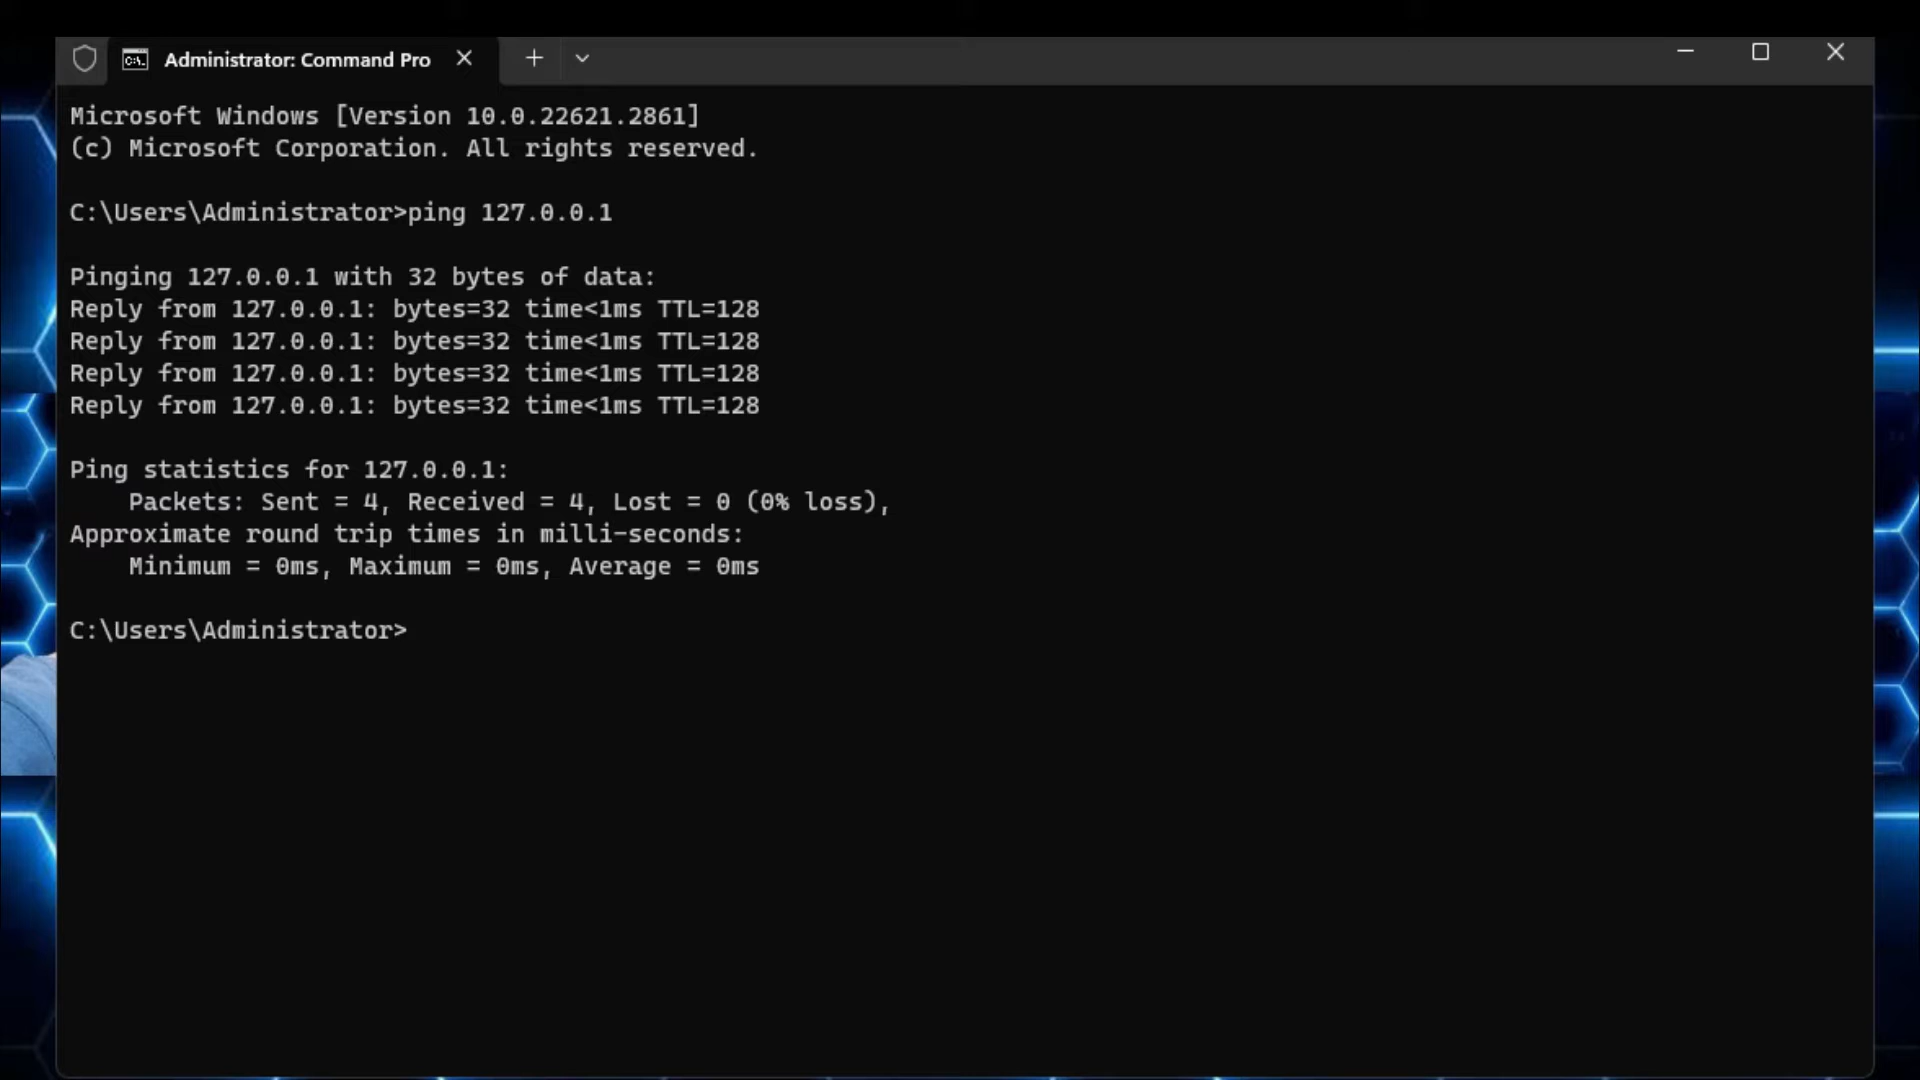 Administrator: Command Pro
Microsoft Windows [Version 10.0.22621.2861]
(c) Microsoft Corporation. All rights reserved.
C:\Users\Administrator>ping 127.0.0.1
Pinging 127.0.0.1 with 32 bytes of data:
Reply from 127.0.0.1: bytes=32 time<1ms TTL=128
Reply from 127.0.0.1: bytes=32 time<1ms TTL=128
Reply from 127.0.0.1: bytes=32 time<1ms TTL=128
Reply from 127.0.0.1: bytes=32 time<1ms TTL=128
Ping statistics for 127.0.0.1:
Packets: Sent = 4, Received = 4, Lost = 0 (0% loss),
Approximate round trip times in milli-seconds:
Minimum = 0ms, Maximum = 0ms, Average = 0ms
C:\Users\Administrator>